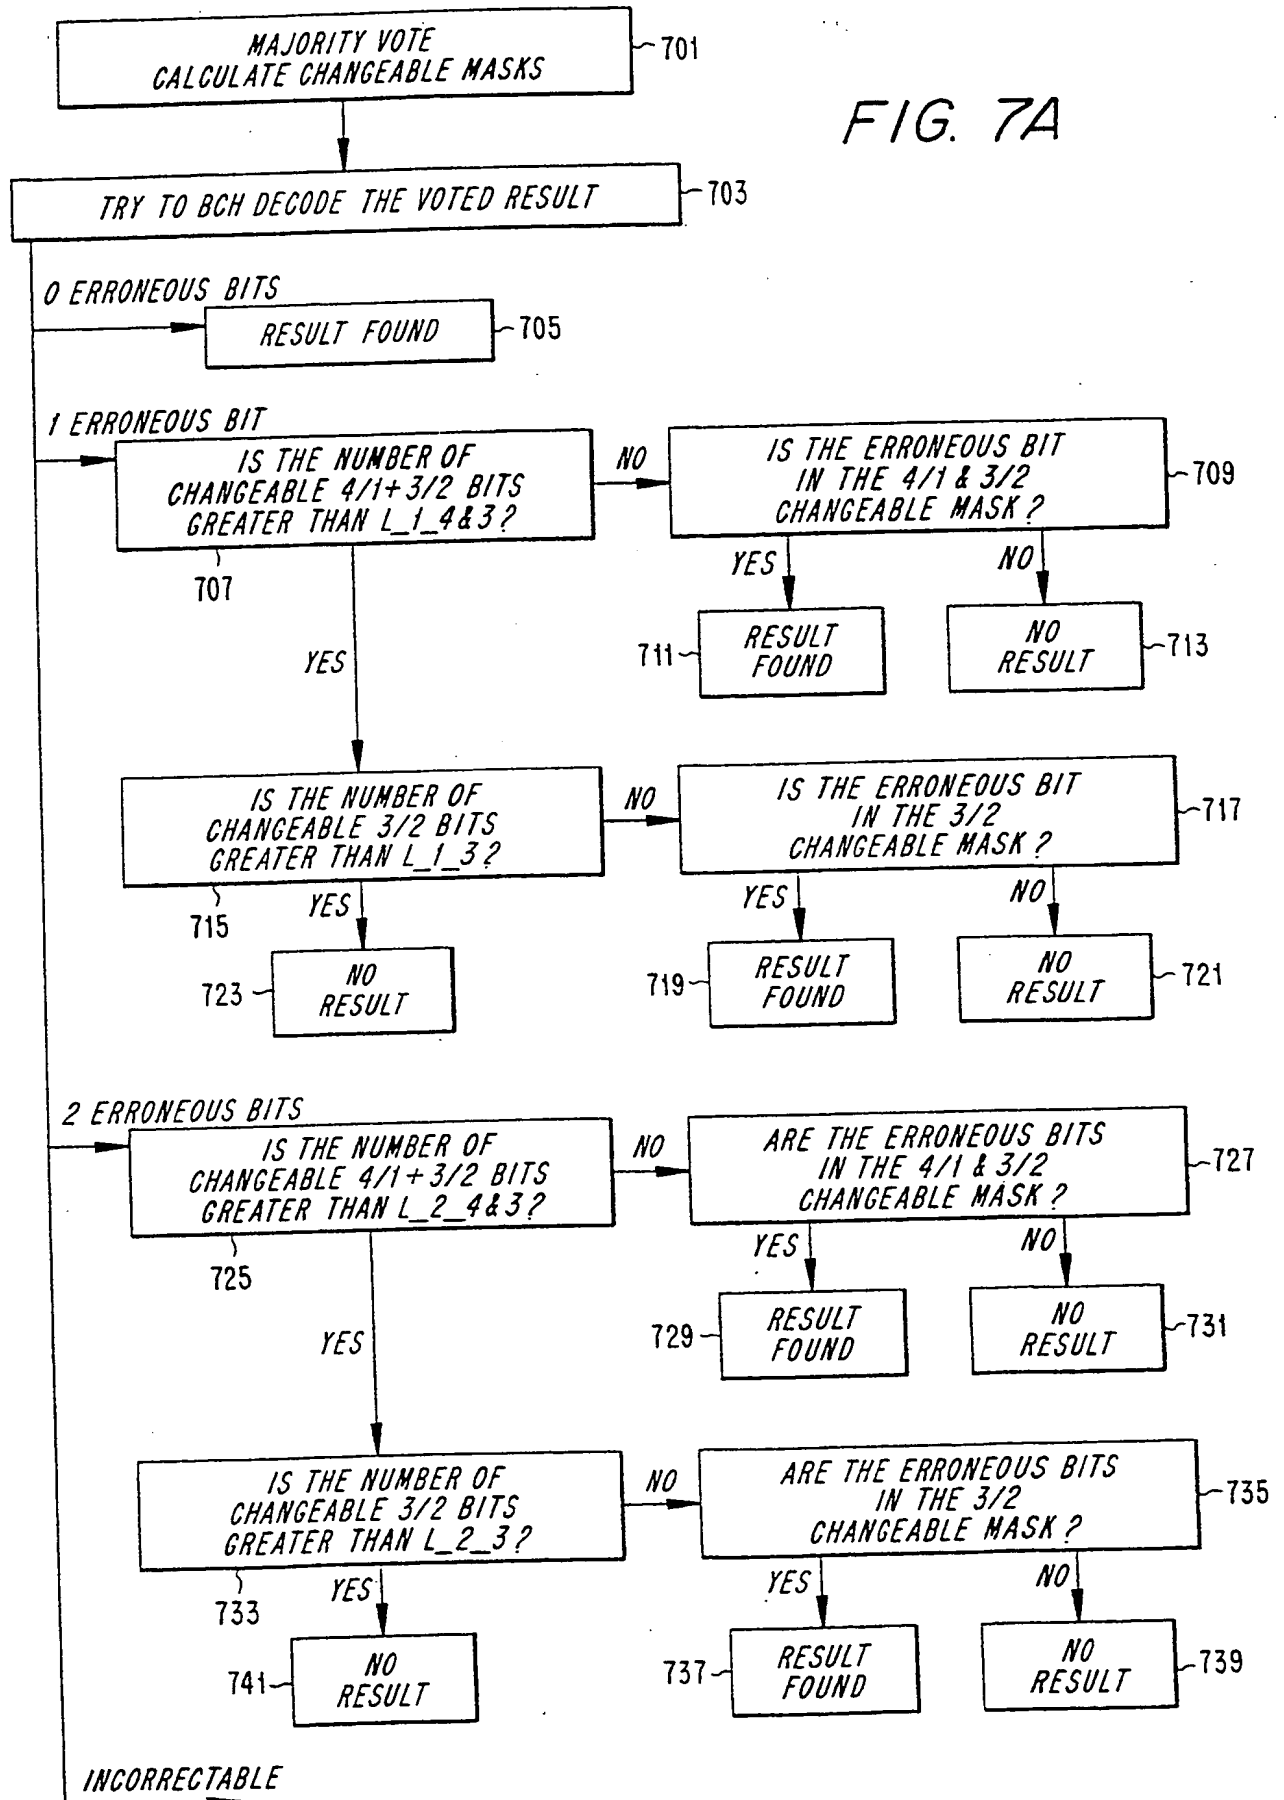 MAJORITY VOTE
CALCULATE CHANGEABLE MASKS
701
FIG. 7A
TRY TO BCH DECODE THE VOTED RESULT
703
0 ERRONEOUS BITS
RESULT FOUND
705
1 ERRONEOUS BIT
IS THE NUMBER OF
CHANGEABLE 4/1+3/2 BITS
GREATER THAN L_1_4&3?
707
NO
IS THE ERRONEOUS BIT
IN THE 4/1 & 3/2
CHANGEABLE MASK?
709
YES
NO
RESULT
FOUND
711
NO
RESULT
713
YES
IS THE NUMBER OF
CHANGEABLE 3/2 BITS
GREATER THAN L_1_3?
715
NO
IS THE ERRONEOUS BIT
IN THE 3/2
CHANGEABLE MASK?
717
YES
YES
NO
723
NO
RESULT
719
RESULT
FOUND
NO
RESULT
721
2 ERRONEOUS BITS
IS THE NUMBER OF
CHANGEABLE 4/1+3/2 BITS
GREATER THAN L_2_4&3?
725
NO
ARE THE ERRONEOUS BITS
IN THE 4/1 & 3/2
CHANGEABLE MASK?
727
YES
NO
729
RESULT
FOUND
NO
RESULT
731
YES
IS THE NUMBER OF
CHANGEABLE 3/2 BITS
GREATER THAN L_2_3?
733
NO
ARE THE ERRONEOUS BITS
IN THE 3/2
CHANGEABLE MASK?
735
YES
YES
NO
741
NO
RESULT
737
RESULT
FOUND
NO
RESULT
739
INCORRECTABLE